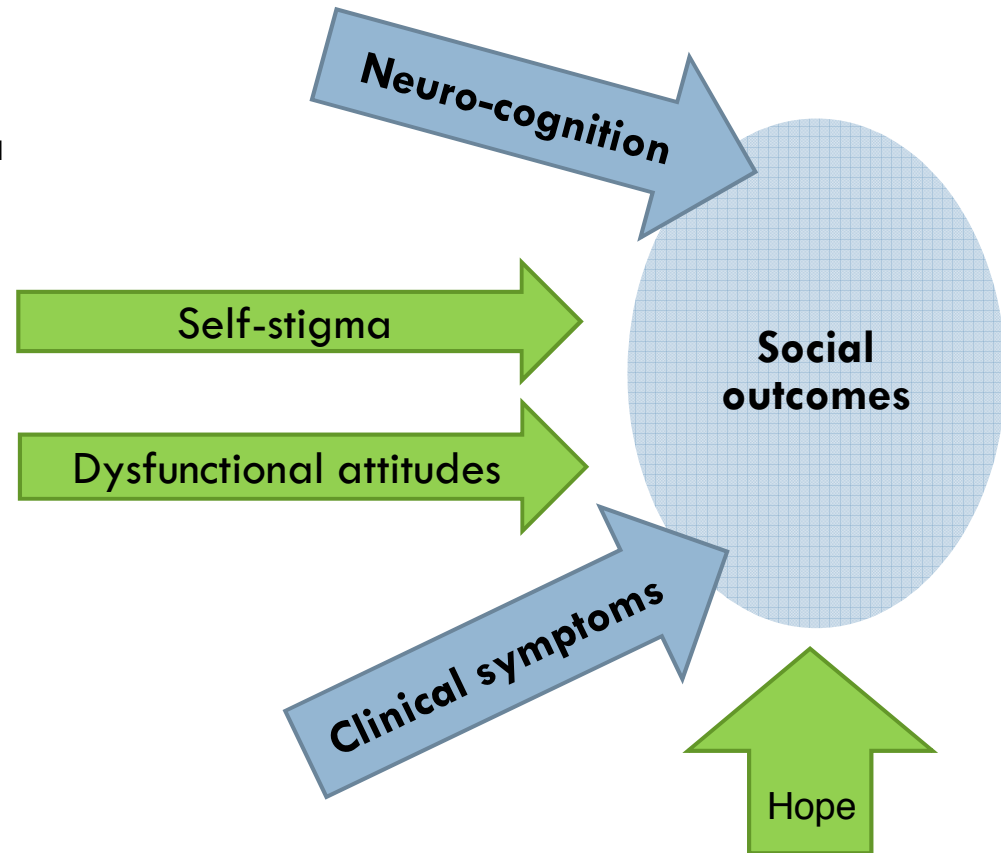 Neuro-cognition
Self-stigma
Social
outcomes
Dysfunctional attitudes
Clinical symptoms
Hope